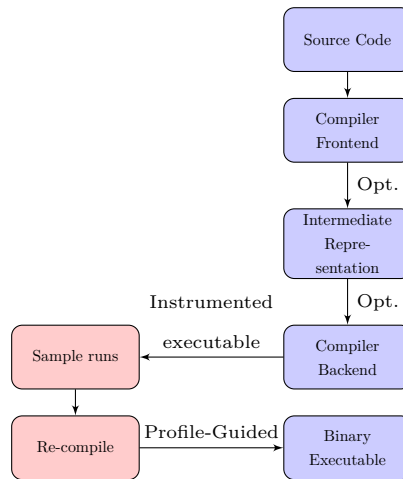 Source Code
Compiler
Frontend
Opt.
Intermediate
Repre-
sentation
Opt.
Instrumented
executable
Sample runs
Compiler
Backend
Re-compile
Profile-Guided
Binary
Executable